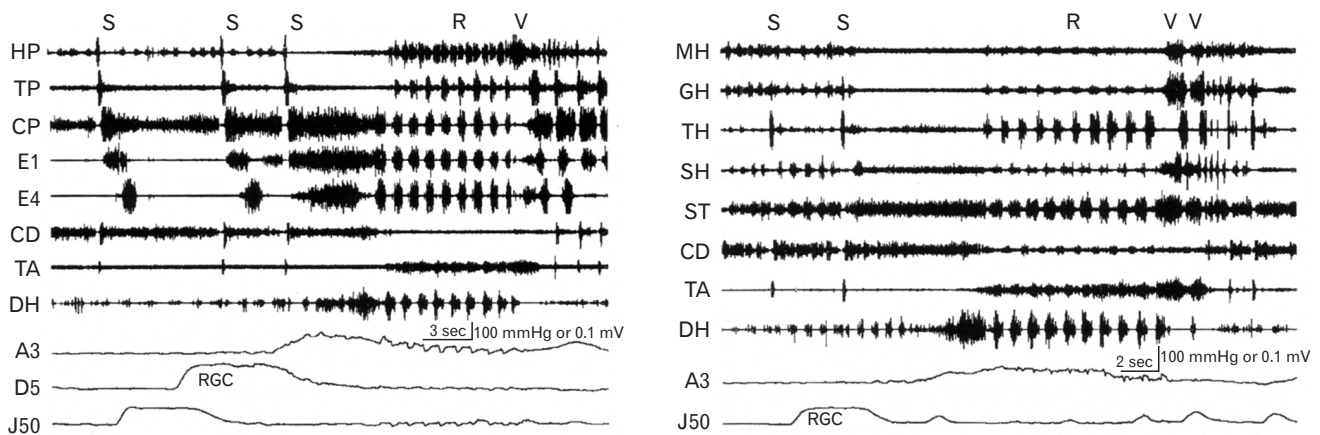 S S S R V
HP
TP
CP
E1
E4
CD
TA
DH
3 sec 100 mmHg or 0.1 mV
A3
D5 RGC
J50
S S R V V
MH
GH
TH
SH
ST
CD
TA
DH
2 sec 100 mmHg or 0.1 mV
A3
J50 RGC